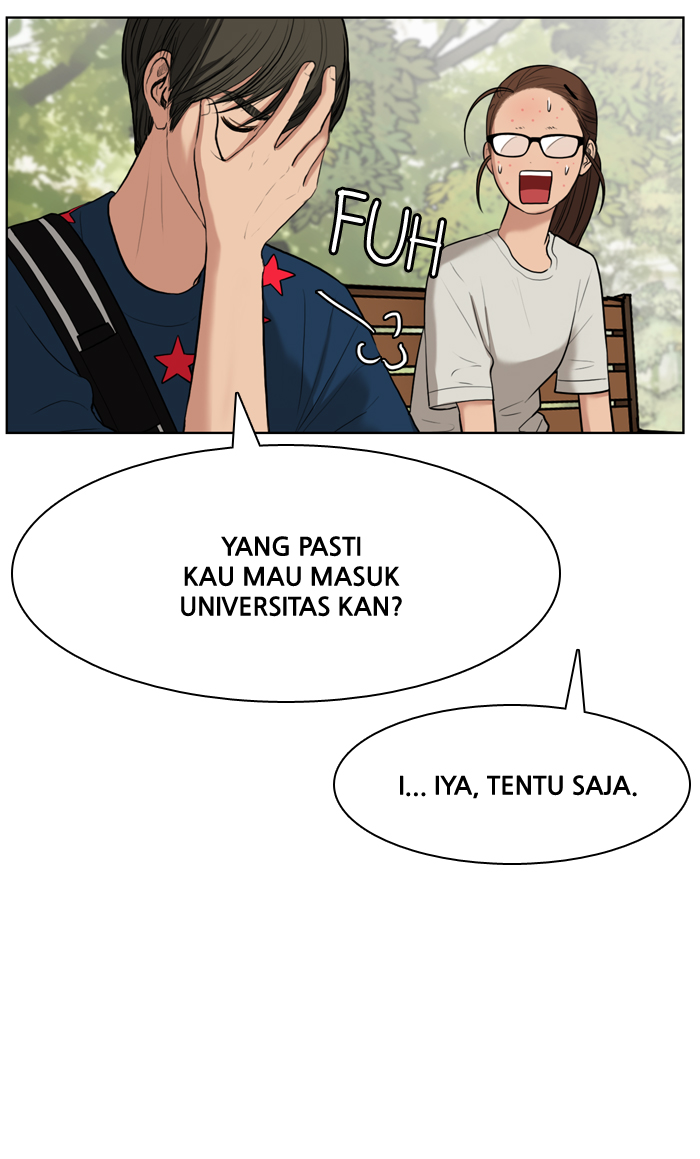 FUH
YANG PASTI
KAU MAU MASUK
UNIVERSITAS KAN?
I... IYA, TENTU SAJA.